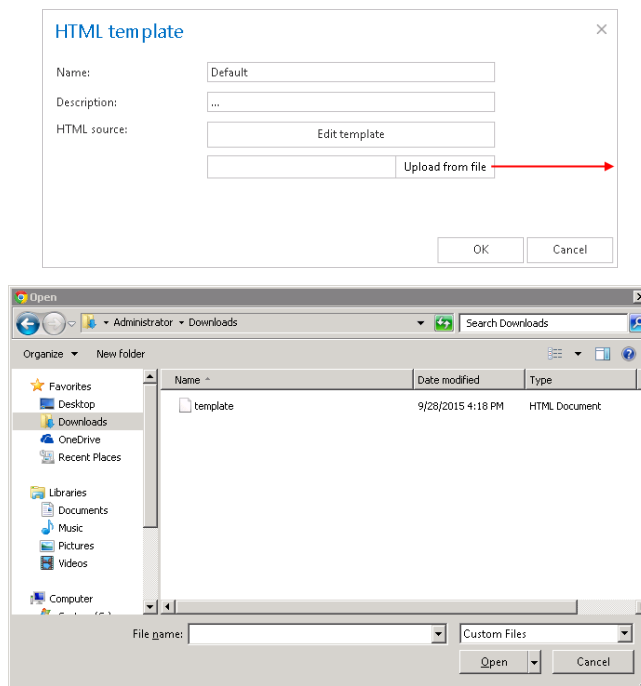 HTML template
Name:
Default
Description:
...
HTML source:
Edit template
Upload from file
OK
Cancel
Open
Administrator
Downloads
Search Downloads
Organize
New folder
Favorites
Desktop
Downloads
OneDrive
Recent Places
Libraries
Documents
Music
Pictures
Videos
Computer
Name
Date modified
Type
template
9/28/2015 4:18 PM
HTML Document
File name:
Custom Files
Open
Cancel